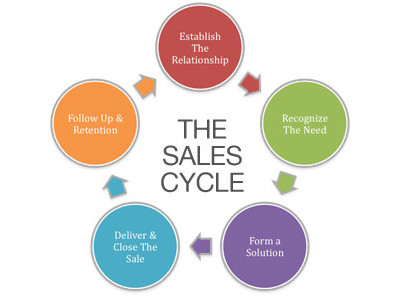 Establish
The
Relationship
Recognize
The Need
Form a
Solution
Deliver &
Close The
Sale
Follow Up &
Retention
THE
SALES
CYCLE